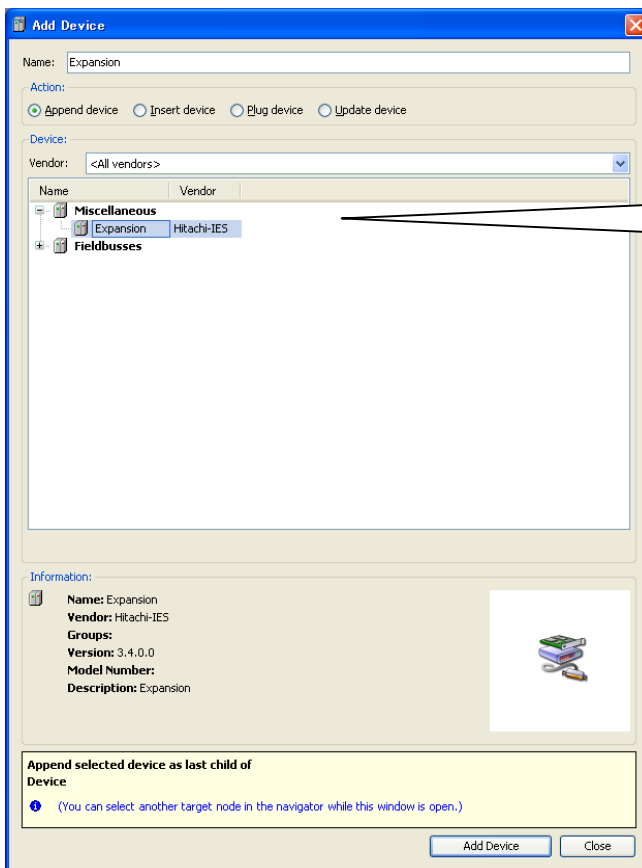 Add Device
Name: Expansion
Action:
Append device Insert device Plug device Update device
Device:
Vendor: <All vendors>
Name Vendor
Miscellaneous
Expansion Hitachi-IES
Fieldbusses
Information:
Name: Expansion
Vendor: Hitachi-IES
Groups:
Version: 3.4.0.0
Model Number:
Description: Expansion
Append selected device as last child of
Device
(You can select another target node in the navigator while this window is open.)
Add Device Close